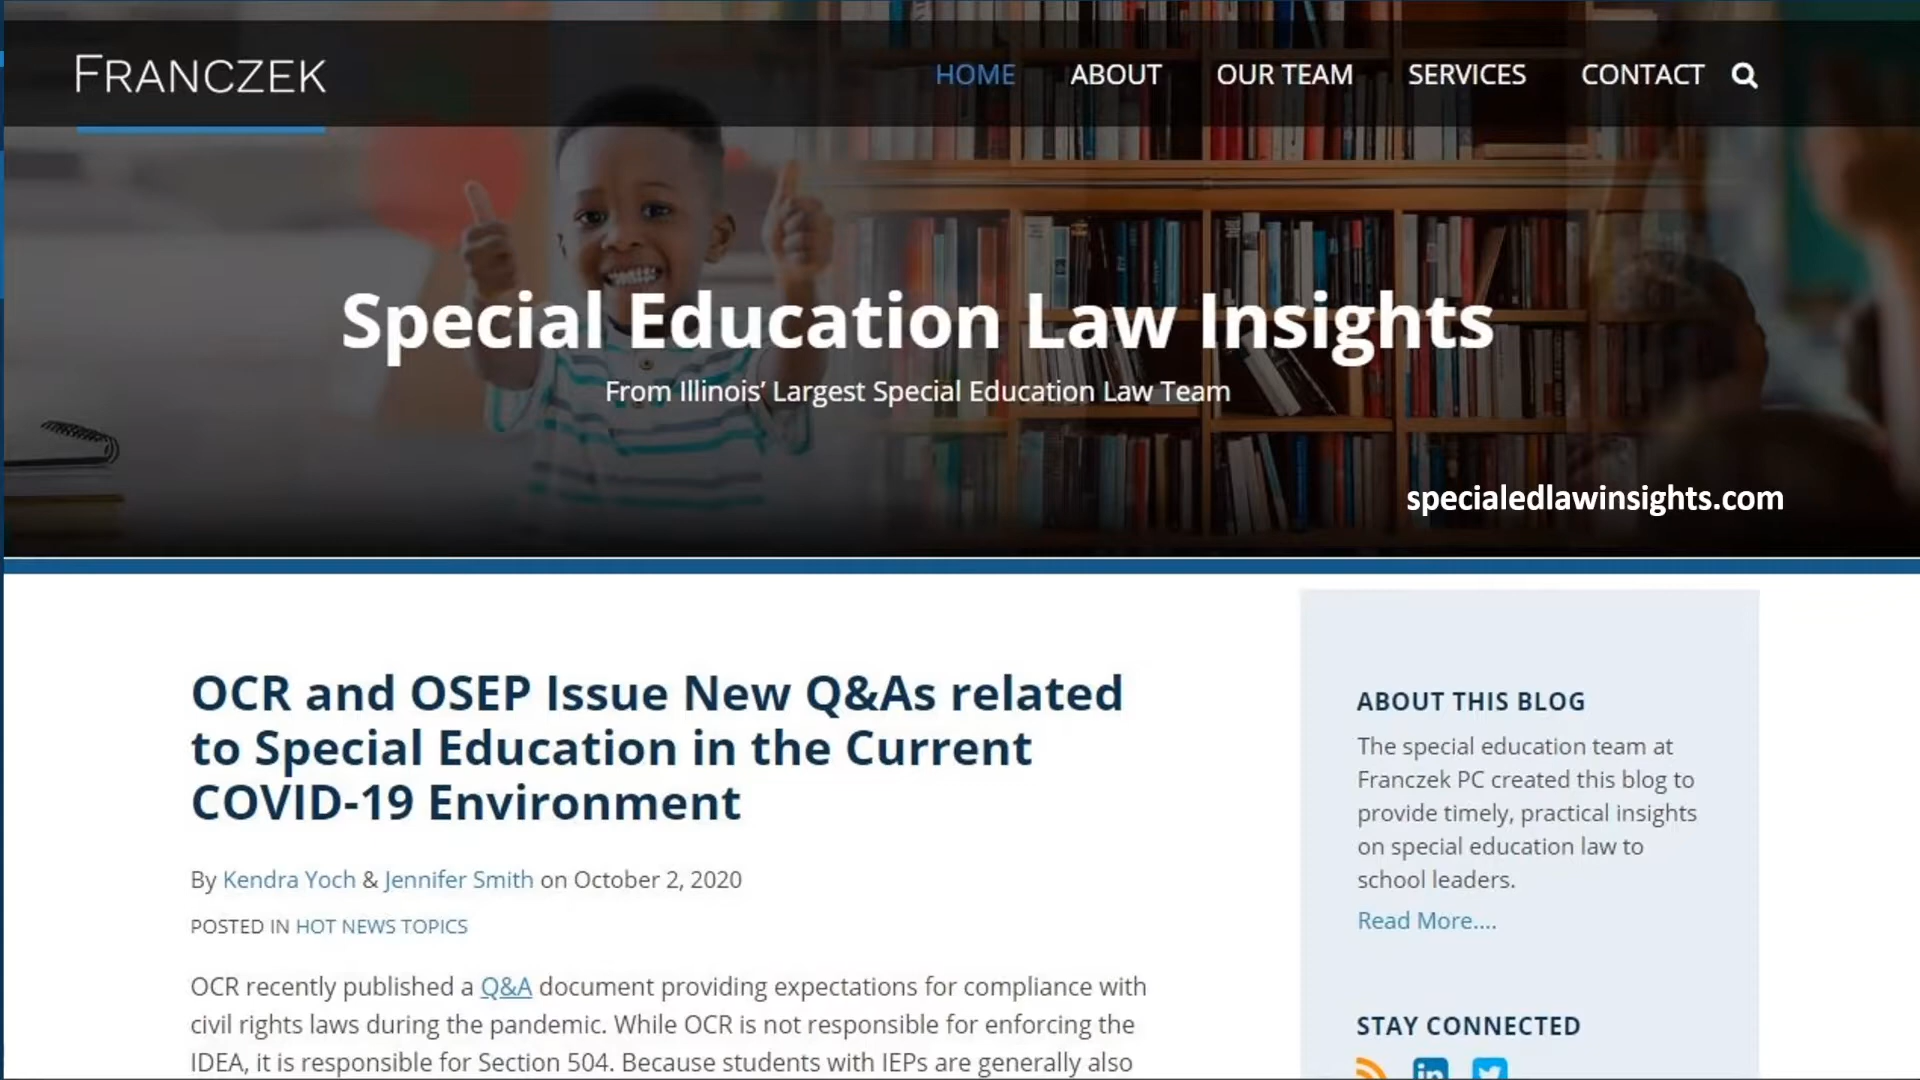 FRANCZEK
HOME ABOUT OUR TEAM SERVICES CONTACT
Special Education Law Insights
From Illinois’ Largest Special Education Law Team
specialedlawinsights.com
OCR and OSEP Issue New Q&As related
to Special Education in the Current
COVID-19 Environment
By Kendra Yoch & Jennifer Smith on October 2, 2020
POSTED IN HOT NEWS TOPICS
OCR recently published a Q&A document providing expectations for compliance with
civil rights laws during the pandemic. While OCR is not responsible for enforcing the
IDEA, it is responsible for Section 504. Because students with IEPs are generally also
ABOUT THIS BLOG
The special education team at
Franczek PC created this blog to
provide timely, practical insights
on special education law to
school leaders.
Read More....
STAY CONNECTED
in